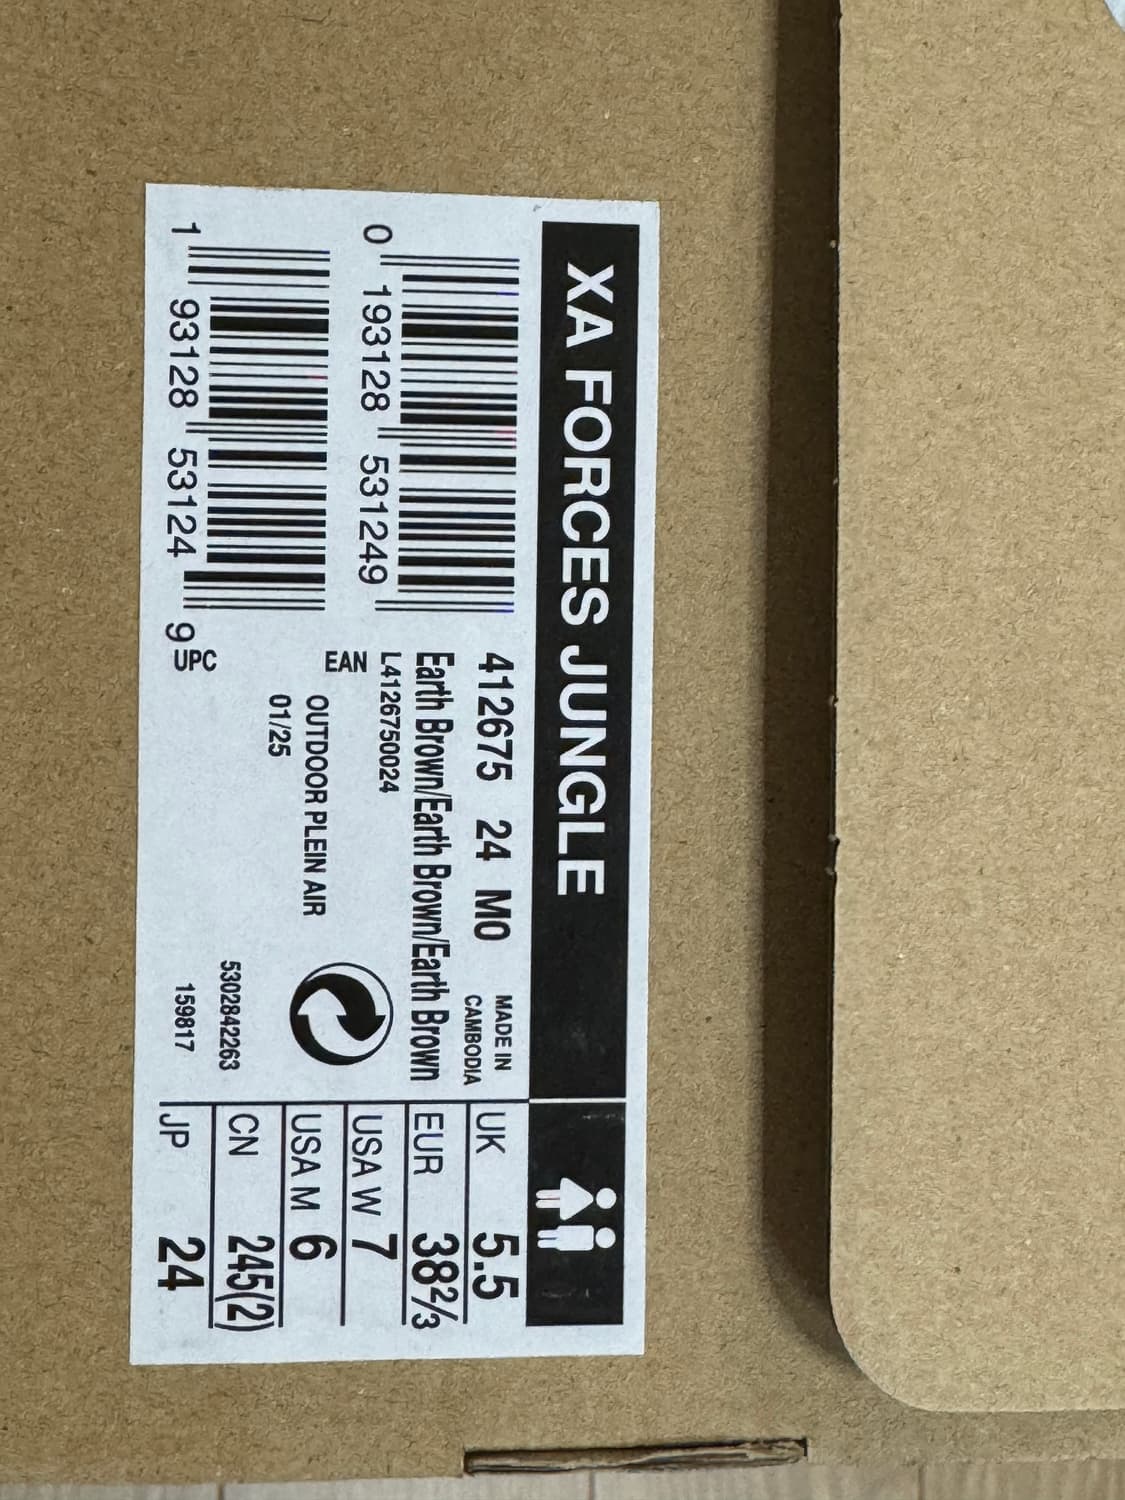 XA FORCES JUNGLE
0 193128 531249
412675 24 M0
MADE IN
CAMBODIA
Earth Brown/Earth Brown/Earth Brown
L4126750024
EAN
1 93128 53124 9
UPC
OUTDOOR PLEIN AIR
01/25
5302842263
159817
UK 5.5
EUR 38⅔
USA W 7
USA M 6
CN 245(2)
JP 24